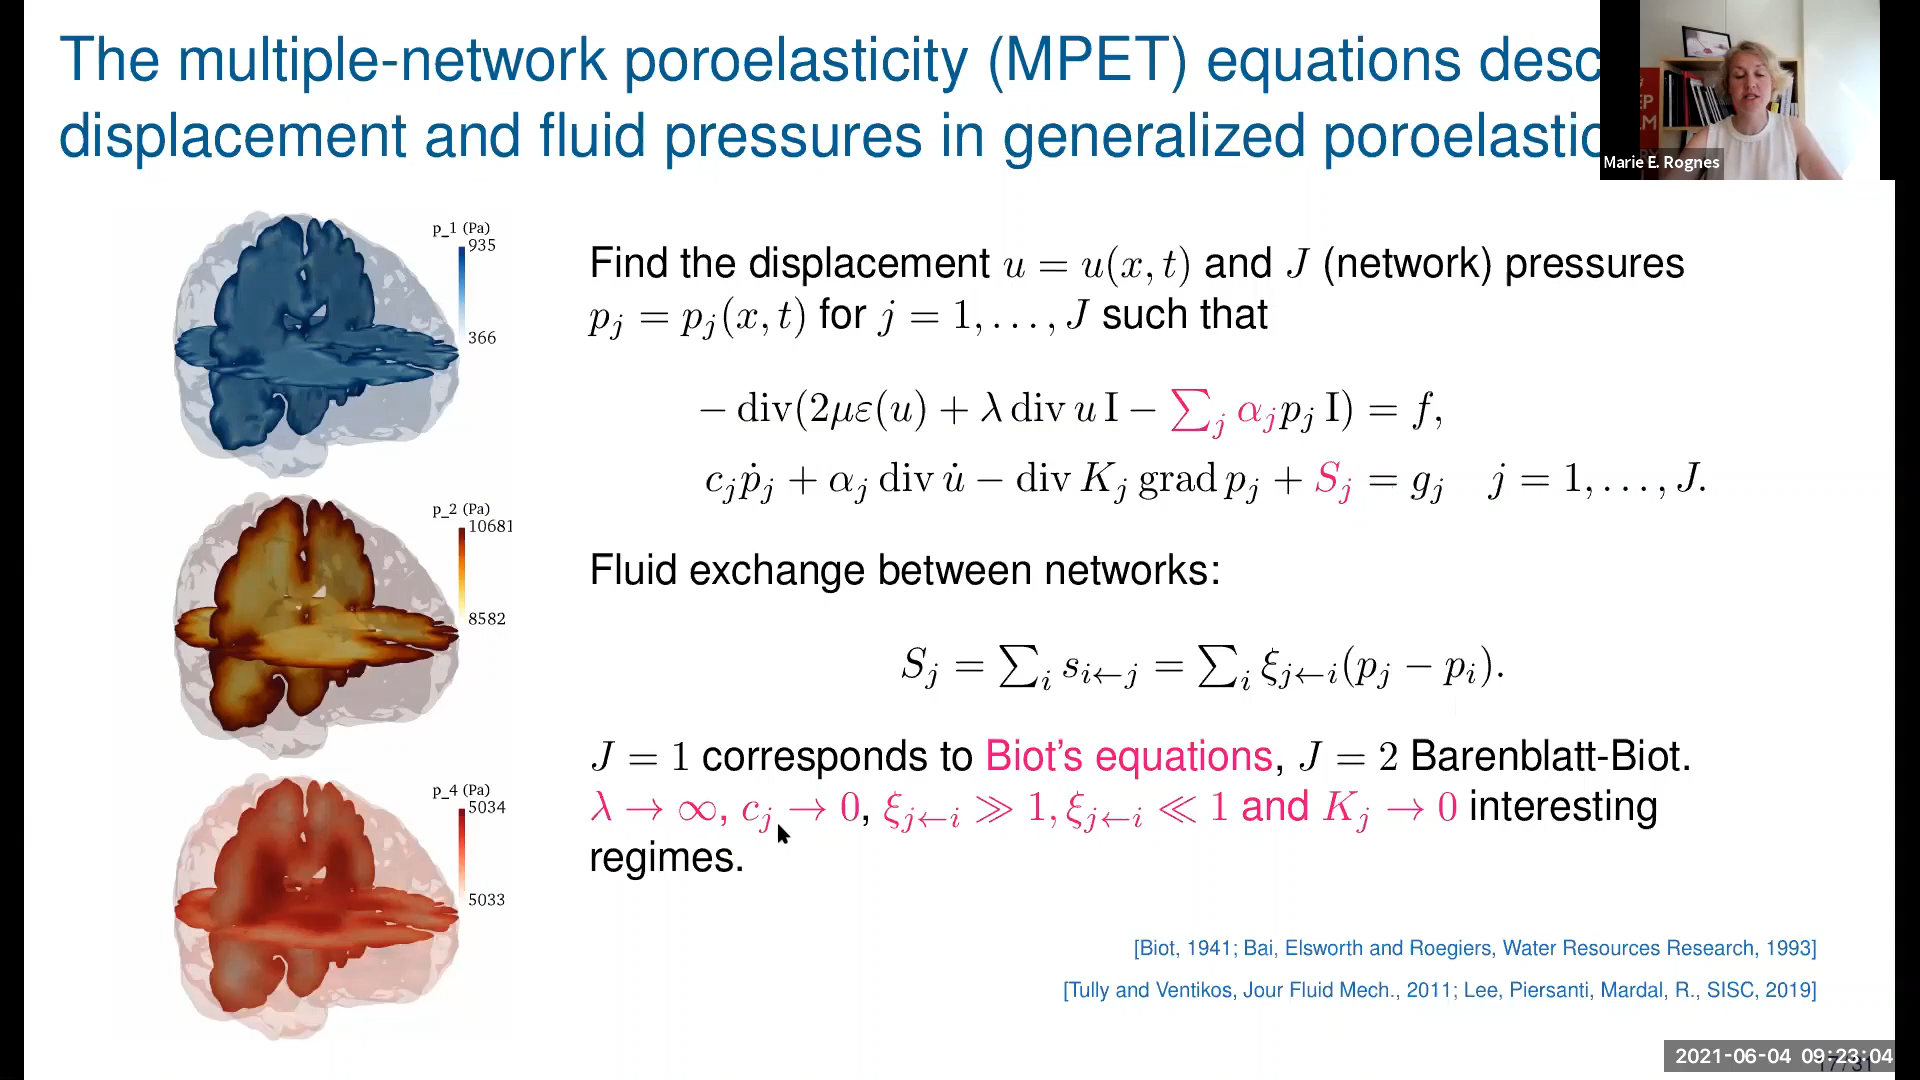 The multiple-network poroelasticity (MPET) equations desc
displacement and fluid pressures in generalized poroelastic
Marie E. Rognes
p_1 (Pa)
935
366
p_2 (Pa)
10681
8582
p_4 (Pa)
5034
5033
Find the displacement u = u(x, t) and J (network) pressures
p_j = p_j(x, t) for j = 1, . . . , J such that
− div(2με(u) + λ div u I − ∑_j α_j p_j I) = f,
c_j ṗ_j + α_j div u̇ − div K_j grad p_j + S_j = g_j   j = 1, . . . , J.
Fluid exchange between networks:
S_j = ∑_i s_{i←j} = ∑_i ξ_{j←i}(p_j − p_i).
J = 1 corresponds to Biot's equations, J = 2 Barenblatt-Biot.
λ → ∞, c_j → 0, ξ_{j←i} ≫ 1, ξ_{j←i} ≪ 1 and K_j → 0 interesting
regimes.
[Biot, 1941; Bai, Elsworth and Roegiers, Water Resources Research, 1993]
[Tully and Ventikos, Jour Fluid Mech., 2011; Lee, Piersanti, Mardal, R., SISC, 2019]
2021-06-04 09:23:04
17/31